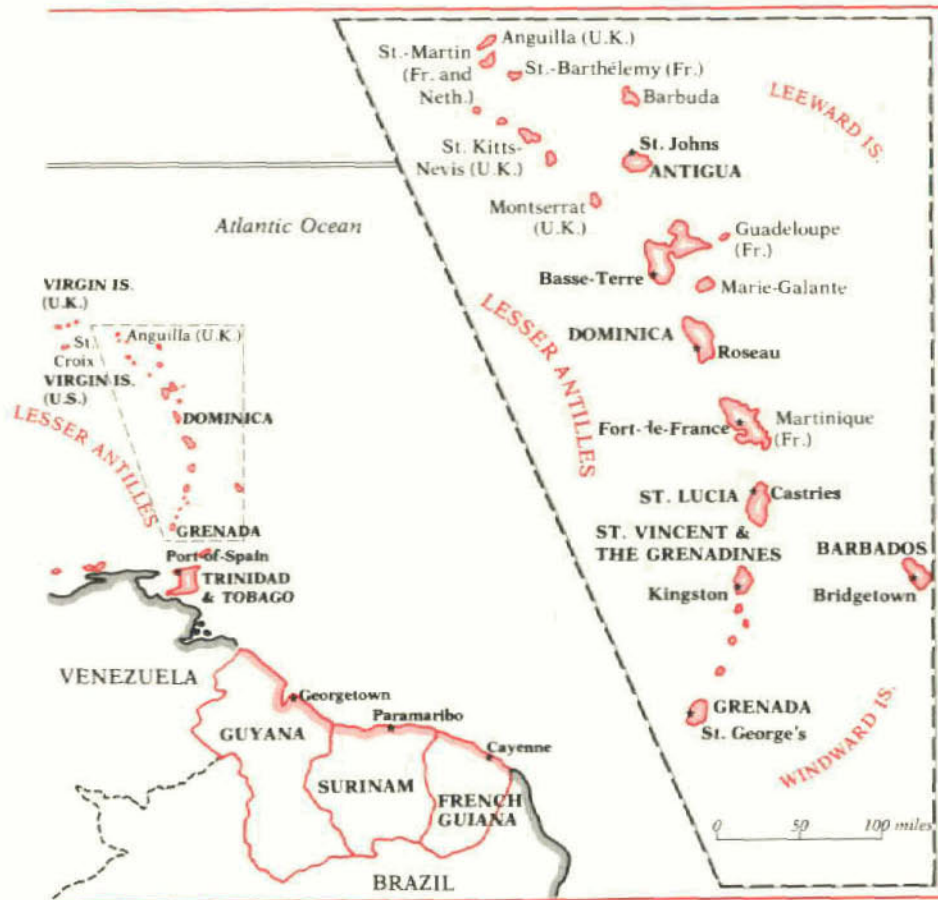 Atlantic Ocean
VIRGIN IS.
(U.K.)
St.
Croix
Anguilla (U.K.)
VIRGIN IS.
(U.S.)
LESSER ANTILLES
DOMINICA
GRENADA
Port-of-Spain
TRINIDAD
& TOBAGO
VENEZUELA
Georgetown
GUYANA
Paramaribo
SURINAM
Cayenne
FRENCH
GUIANA
BRAZIL
Anguilla (U.K.)
St.-Martin
(Fr. and
Neth.)
St.-Barthélemy (Fr.)
Barbuda
LEEWARD IS.
St. Kitts-
Nevis (U.K.)
St. Johns
ANTIGUA
Montserrat
(U.K.)
Guadeloupe
(Fr.)
Basse-Terre
Marie-Galante
LESSER ANTILLES
DOMINICA
Roseau
Fort-de-France
Martinique
(Fr.)
ST. LUCIA
Castries
ST. VINCENT &
THE GRENADINES
BARBADOS
Kingston
Bridgetown
GRENADA
St. George's
WINDWARD IS.
0 50 100 miles